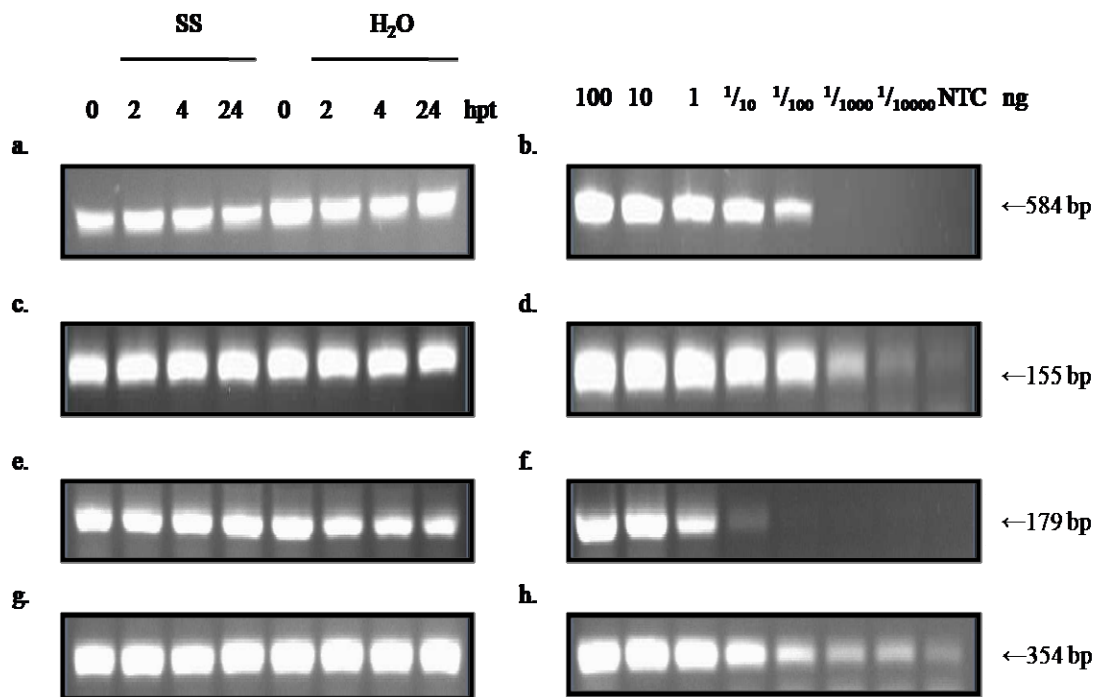 SS H₂O
0 2 4 24 0 2 4 24 hpt 100 10 1 ¹/₁₀ ¹/₁₀₀ ¹/₁₀₀₀ ¹/₁₀₀₀₀ NTC ng
a. b.
←584 bp
c. d.
←155 bp
e. f.
←179 bp
g. h.
←354 bp